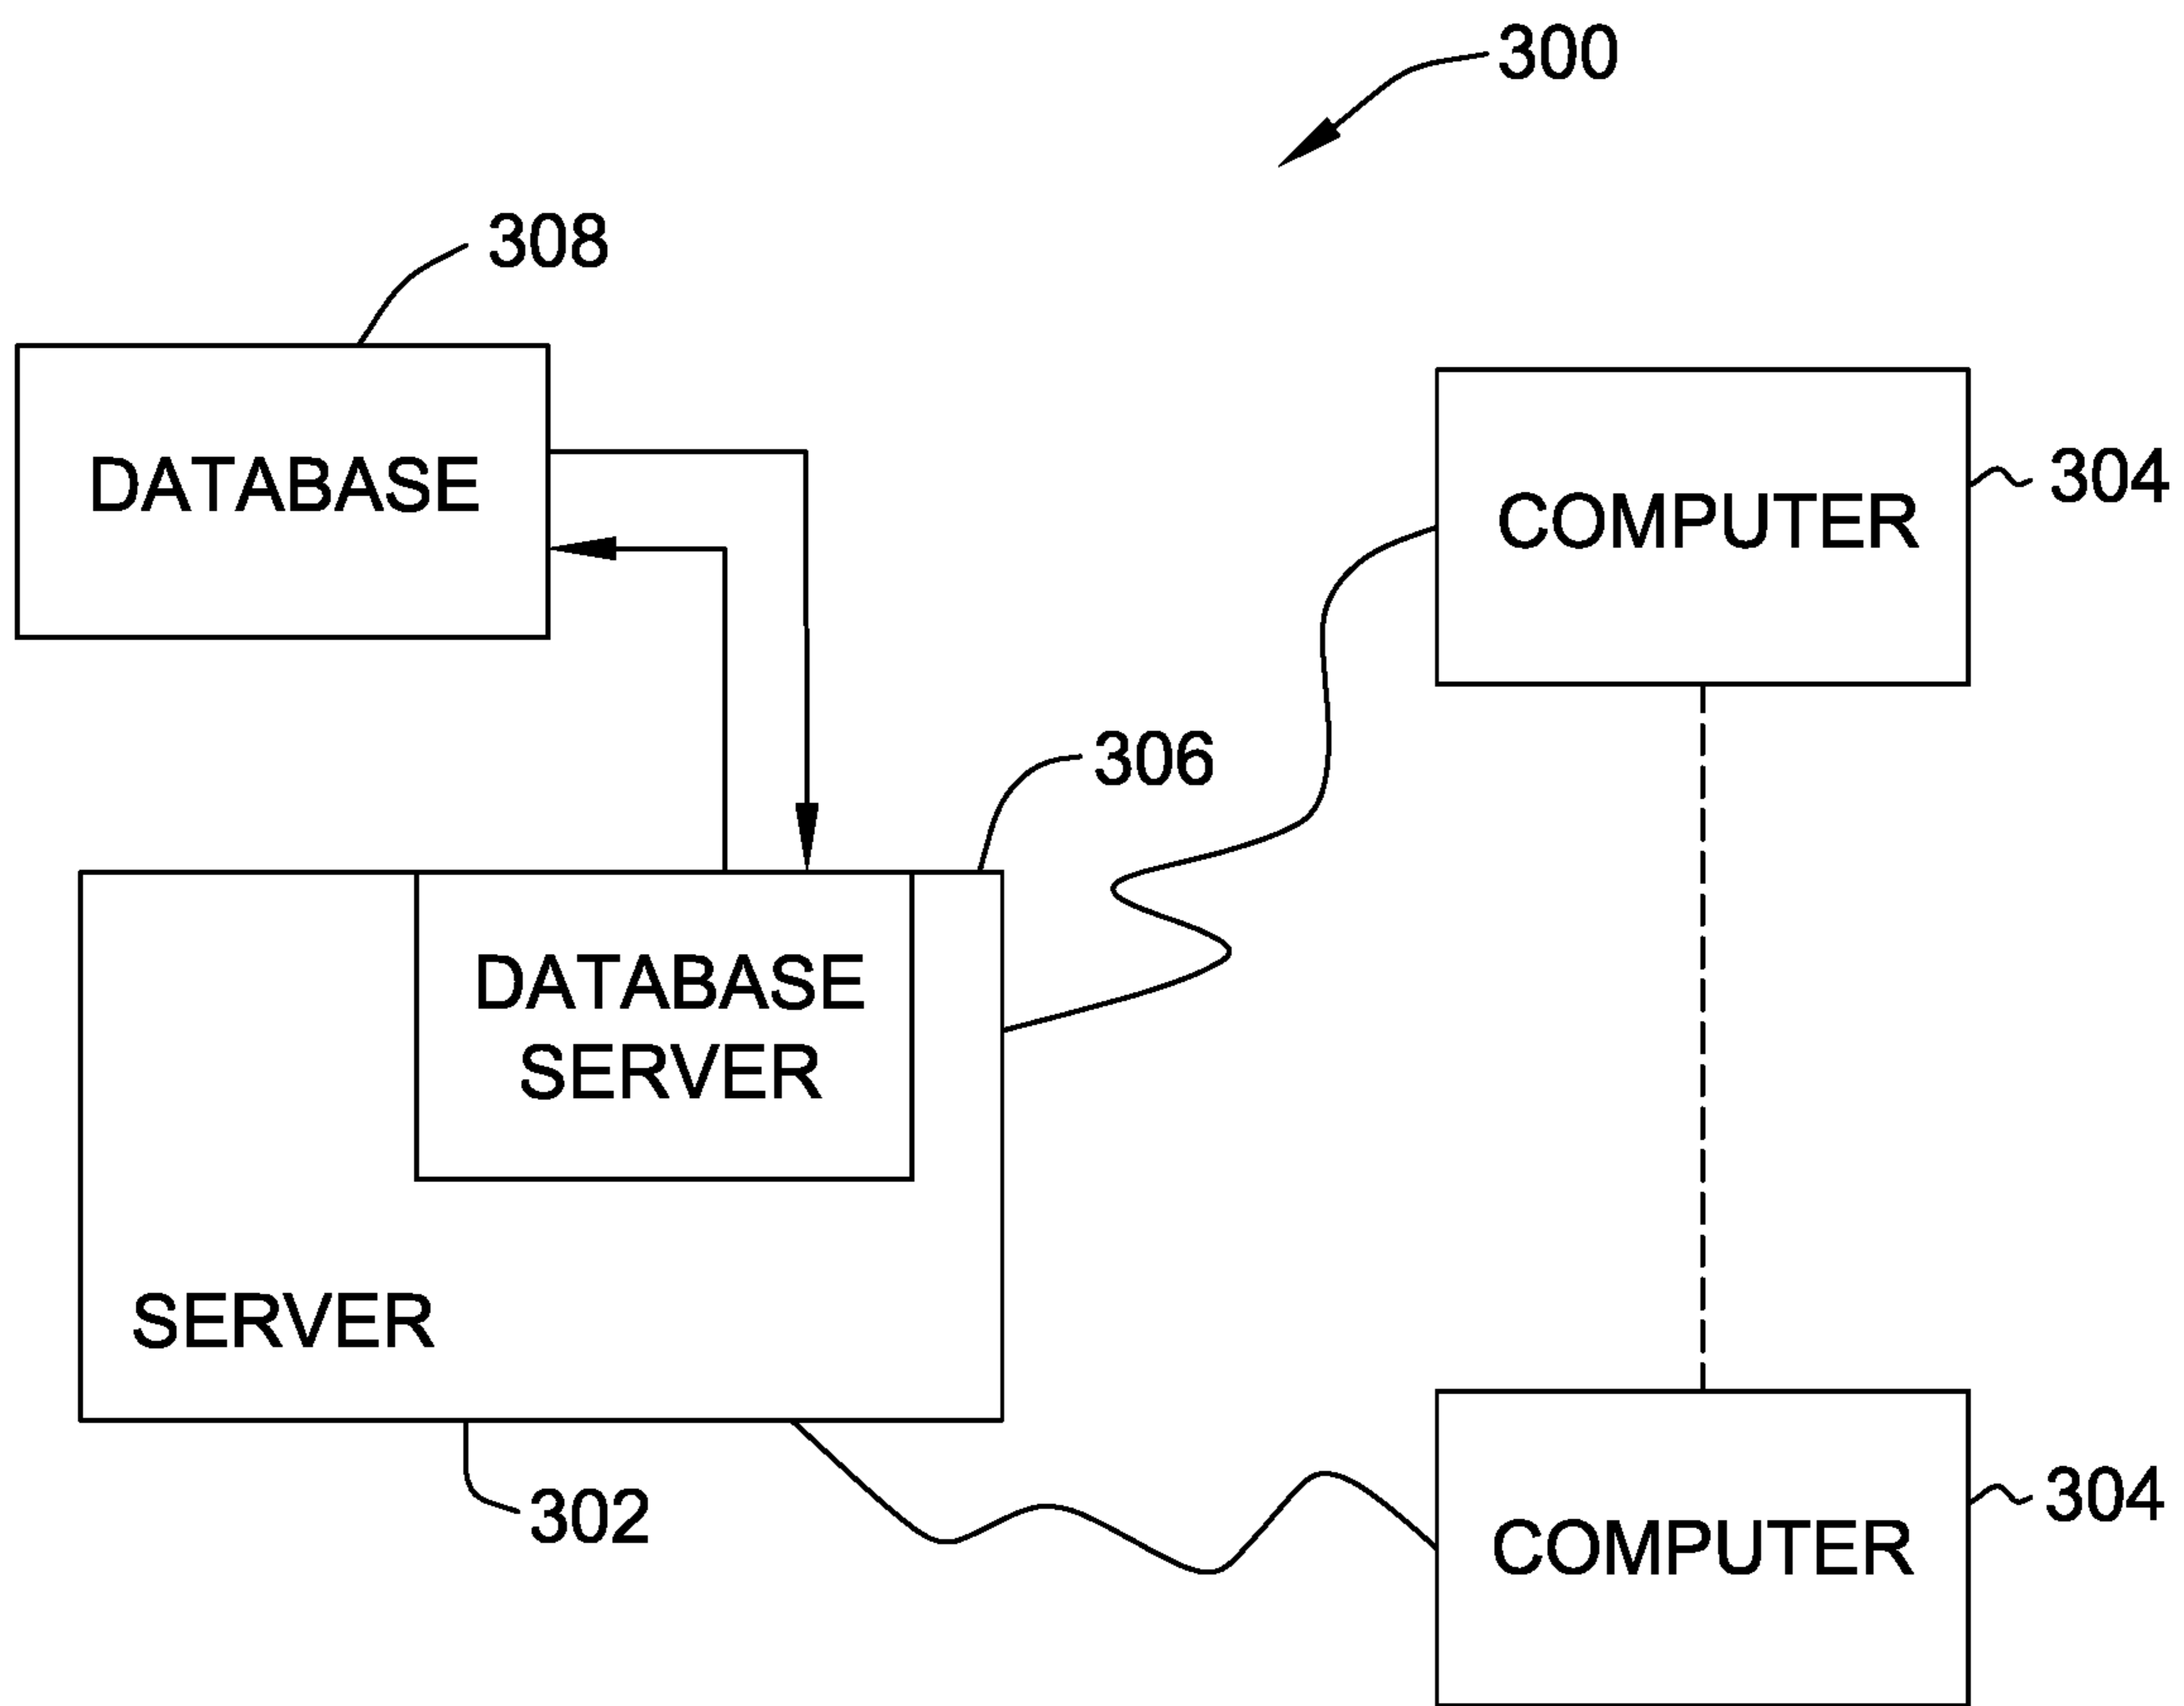 300
308
DATABASE
304
COMPUTER
306
DATABASE
SERVER
SERVER
302
304
COMPUTER